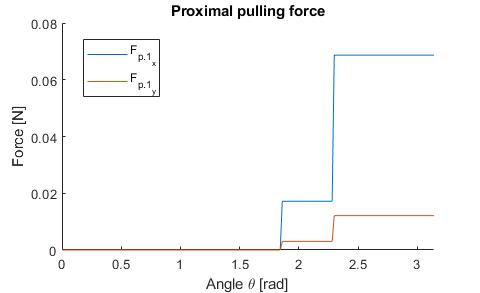 Proximal pulling force
0.08
F_{p.1_x}
F_{p.1_y}
0.06
Force [N]
0.04
0.02
0
0 0.5 1 1.5 2 2.5 3
Angle θ [rad]